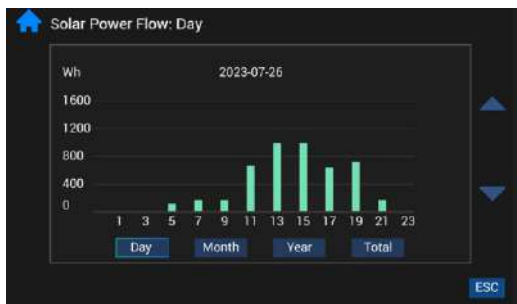 Solar Power Flow: Day
Wh 2023-07-26
1600
1200
800
400
0
1 3 5 7 9 11 13 15 17 19 21 23
Day Month Year Total
ESC